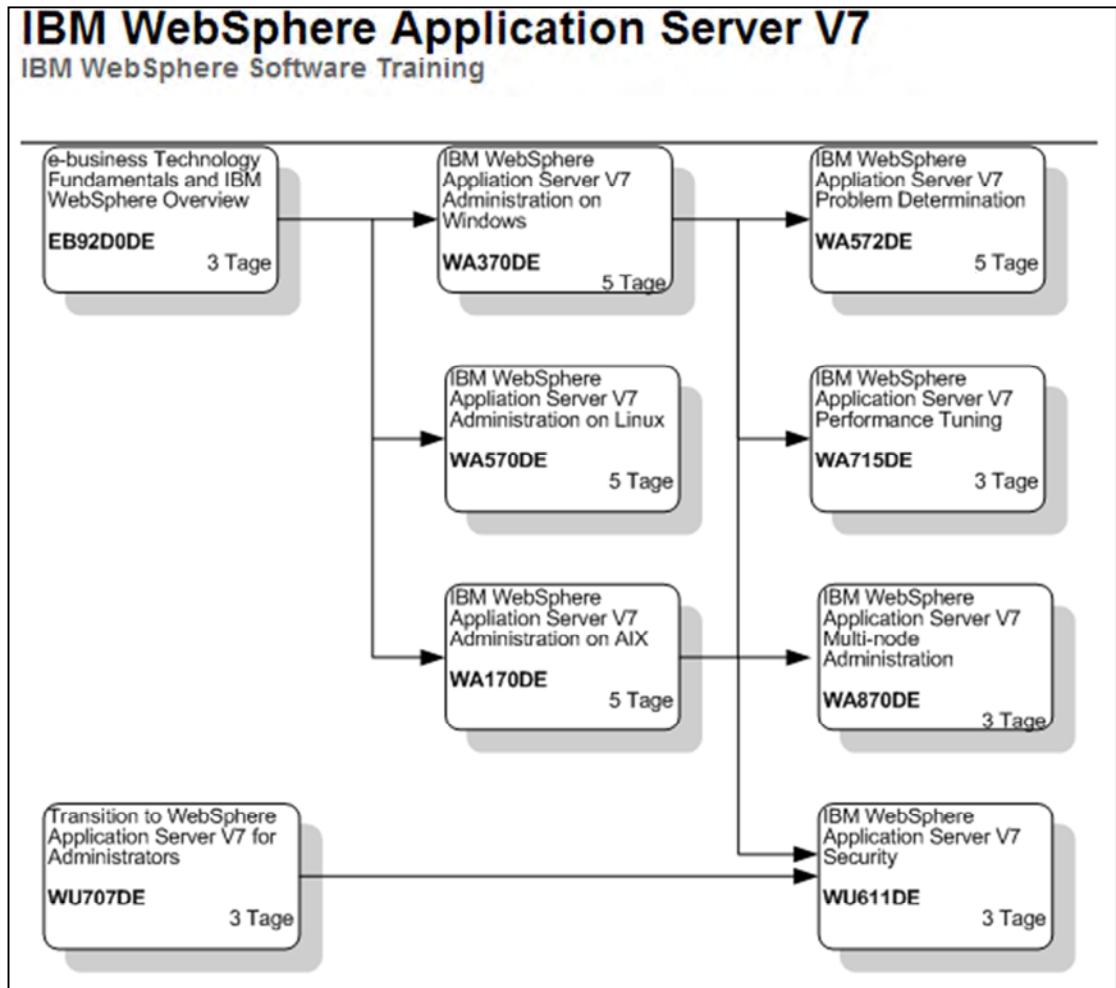 IBM WebSphere Application Server V7
IBM WebSphere Software Training
e-business Technology
Fundamentals and IBM
WebSphere Overview
EB92D0DE
3 Tage
IBM WebSphere
Appliation Server V7
Administration on
Windows
WA370DE
5 Tage
IBM WebSphere
Appliation Server V7
Problem Determination
WA572DE
5 Tage
IBM WebSphere
Appliation Server V7
Administration on Linux
WA570DE
5 Tage
IBM WebSphere
Application Server V7
Performance Tuning
WA715DE
3 Tage
IBM WebSphere
Appliation Server V7
Administration on AIX
WA170DE
5 Tage
IBM WebSphere
Application Server V7
Multi-node
Administration
WA870DE
3 Tage
Transition to WebSphere
Application Server V7 for
Administrators
WU707DE
3 Tage
IBM WebSphere
Application Server V7
Security
WU611DE
3 Tage